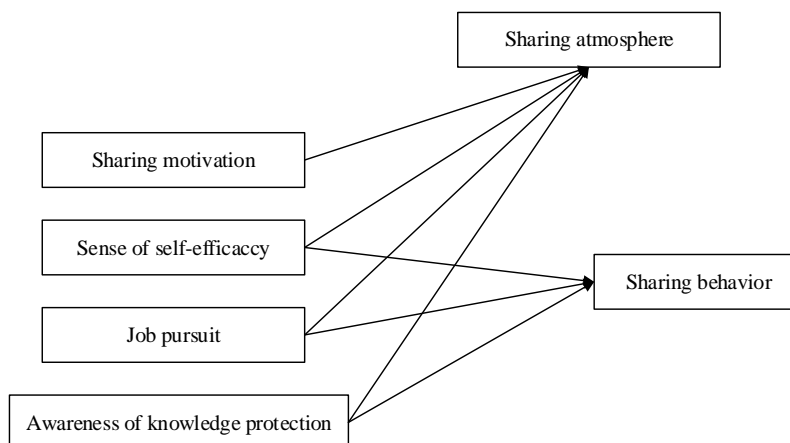 Sharing atmosphere
Sharing motivation
Sense of self-efficaccy
Sharing behavior
Job pursuit
Awareness of knowledge protection